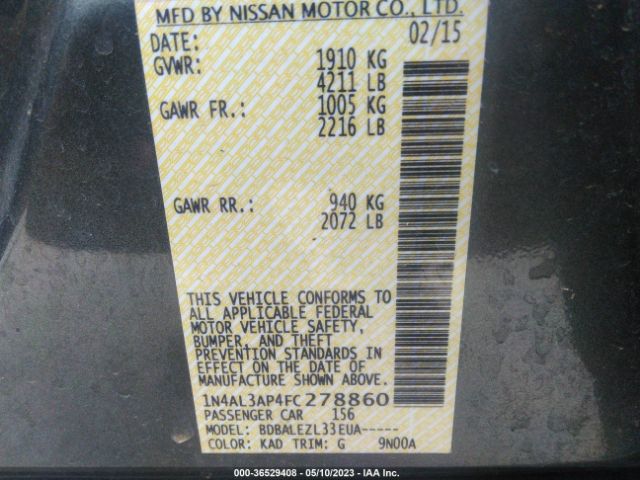 MFD BY NISSAN MOTOR CO., LTD.
DATE: 02/15
GVWR: 1910 KG
4211 LB
GAWR FR.: 1005 KG
2216 LB
GAWR RR.: 940 KG
2072 LB
THIS VEHICLE CONFORMS TO
ALL APPLICABLE FEDERAL
MOTOR VEHICLE SAFETY,
BUMPER, AND THEFT
PREVENTION STANDARDS IN
EFFECT ON THE DATE OF
MANUFACTURE SHOWN ABOVE.
1N4AL3AP4FC278860
PASSENGER CAR 156
MODEL: BDBALEZL33EUA-----
COLOR: KAD TRIM: G 9N00A
000-36529408 - 05/10/2023 - IAA Inc.